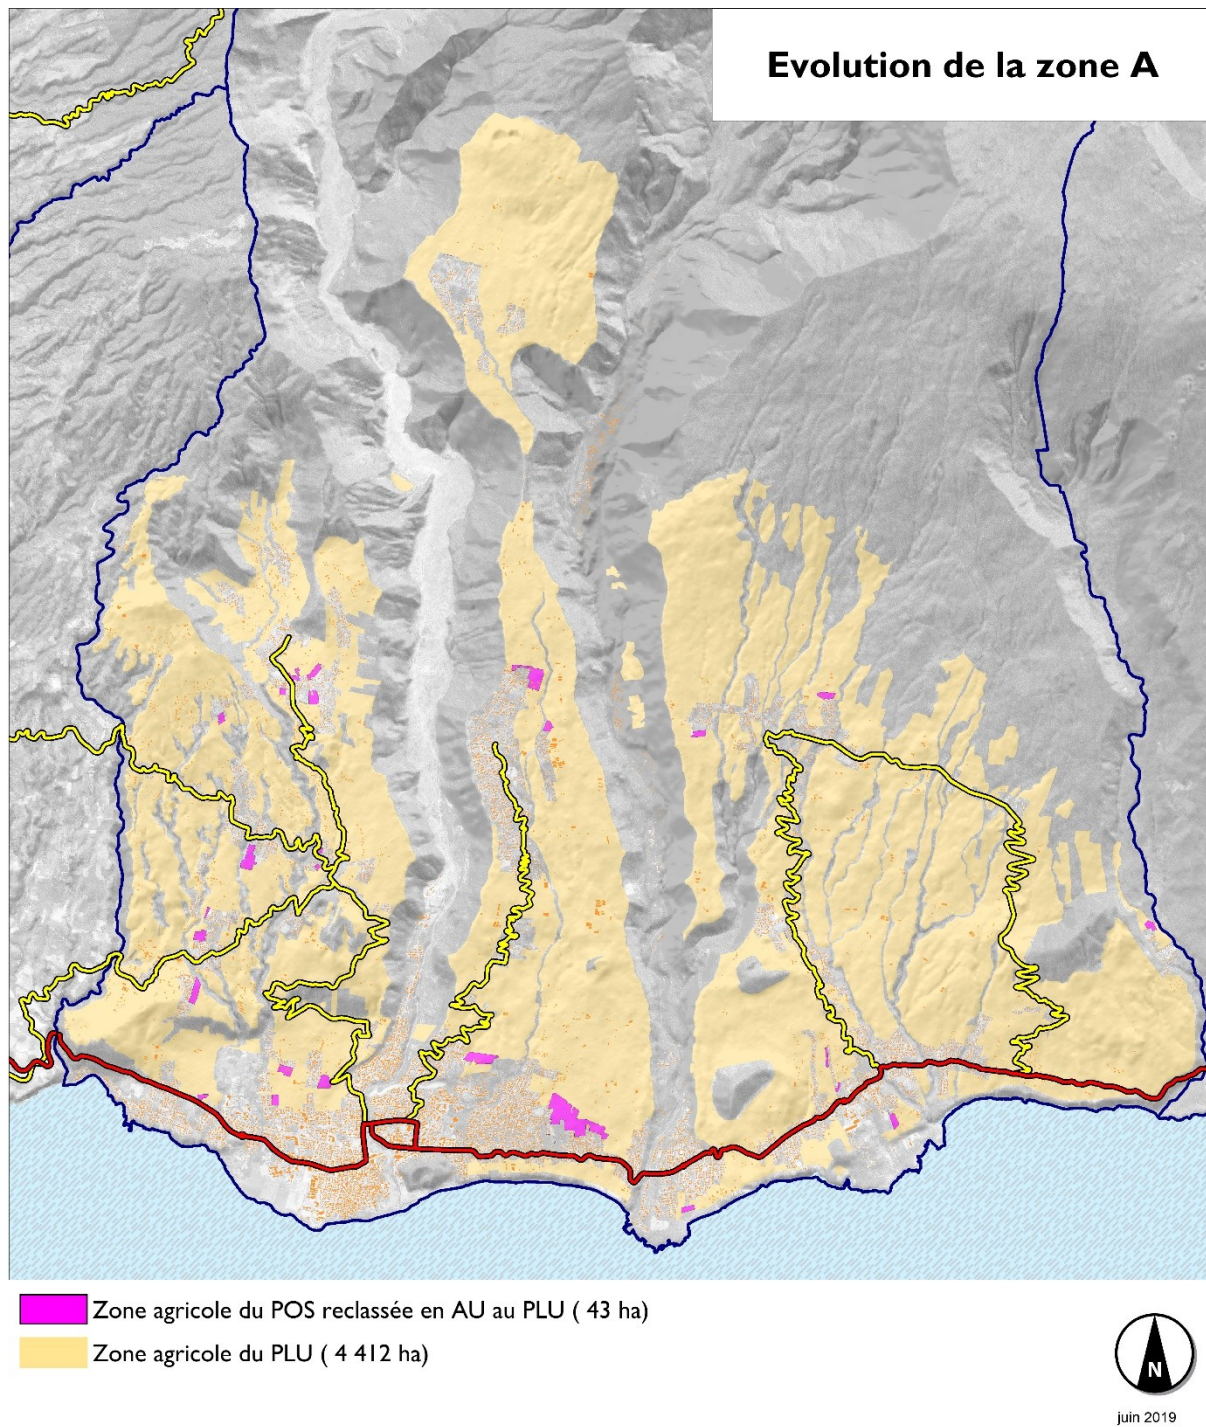 Evolution de la zone A
Zone agricole du POS reclassée en AU au PLU ( 43 ha)
Zone agricole du PLU ( 4 412 ha)
N
juin 2019